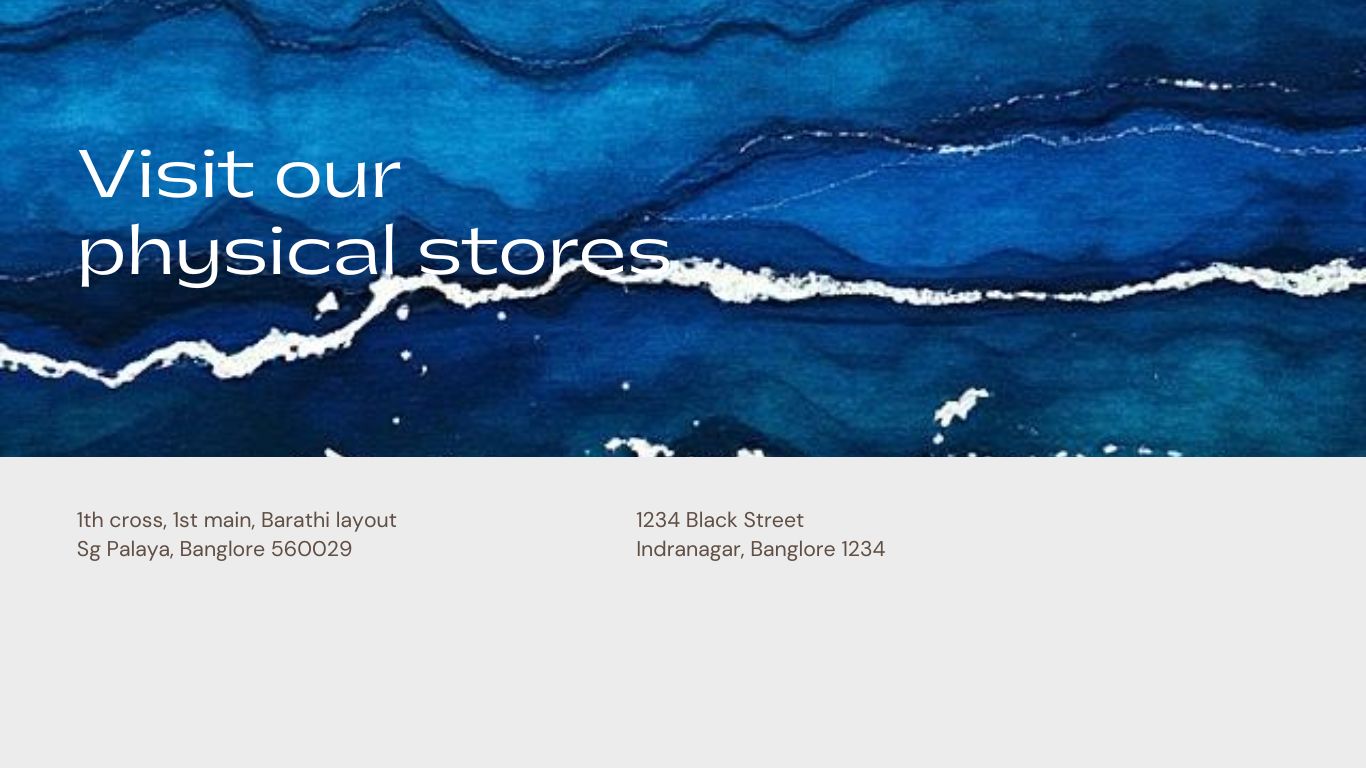 Visit our
physical stores
1th cross, 1st main, Barathi layout
Sg Palaya, Banglore 560029
1234 Black Street
Indranagar, Banglore 1234